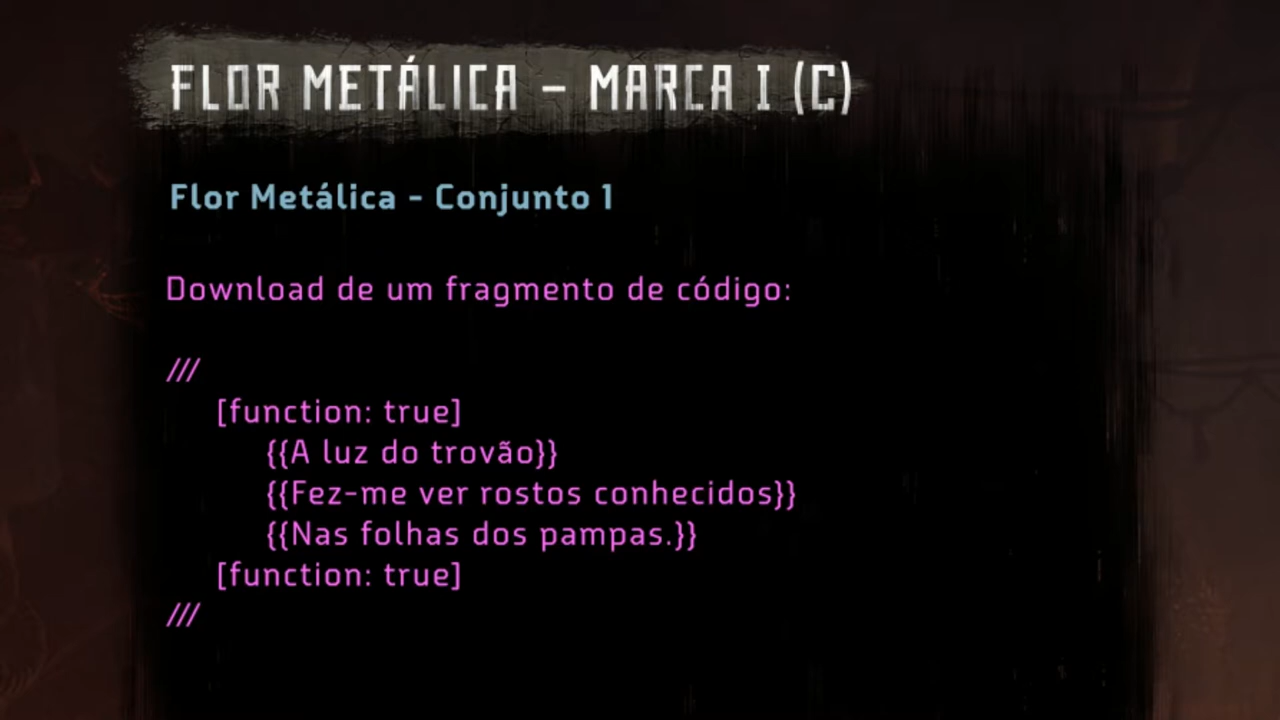 FLOR METÁLICA - MARCA I (C)
Flor Metálica - Conjunto 1
Download de um fragmento de código:
///
[function: true]
{{A luz do trovão}}
{{Fez-me ver rostos conhecidos}}
{{Nas folhas dos pampas.}}
[function: true]
///